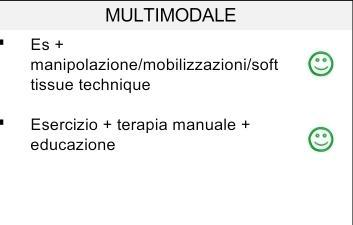 MULTIMODALE
Es +
manipolazione/mobilizzazioni/soft
tissue technique
Esercizio + terapia manuale +
educazione